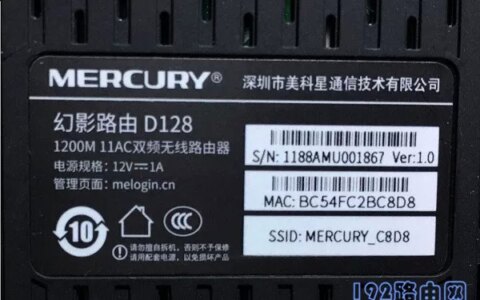 MERCURY® 深圳市美科星通信技术有限公司
幻影路由 D128
1200M 11AC双频无线路由器
电源规格: 12V⎓1A
管理页面: melogin.cn
S/N: 1188AMU001867 Ver:1.0
MAC: BC54FC2BC8D8
SSID: MERCURY_C8D8
10
CCC
请勿擅自拆机，否则不予保修
请用配套电源，以免损坏产品
192路由网